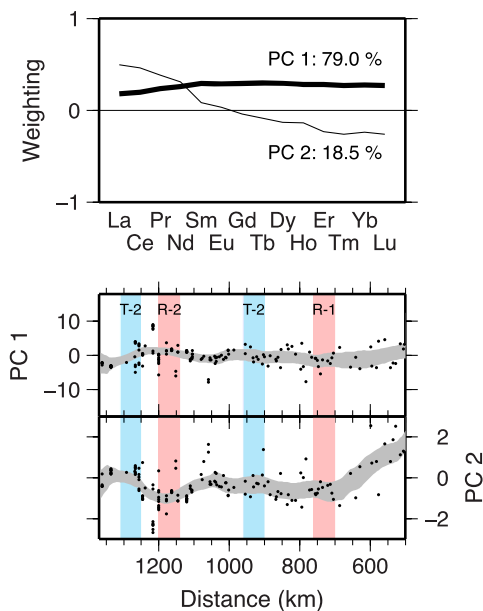 1
PC 1: 79.0 %
Weighting
0
PC 2: 18.5 %
−1
La Pr Sm Gd Dy Er Yb
Ce Nd Eu Tb Ho Tm Lu
T-2 R-2 T-2 R-1
10
PC 1
0
−10
2
PC 2
0
−2
1200 1000 800 600
Distance (km)